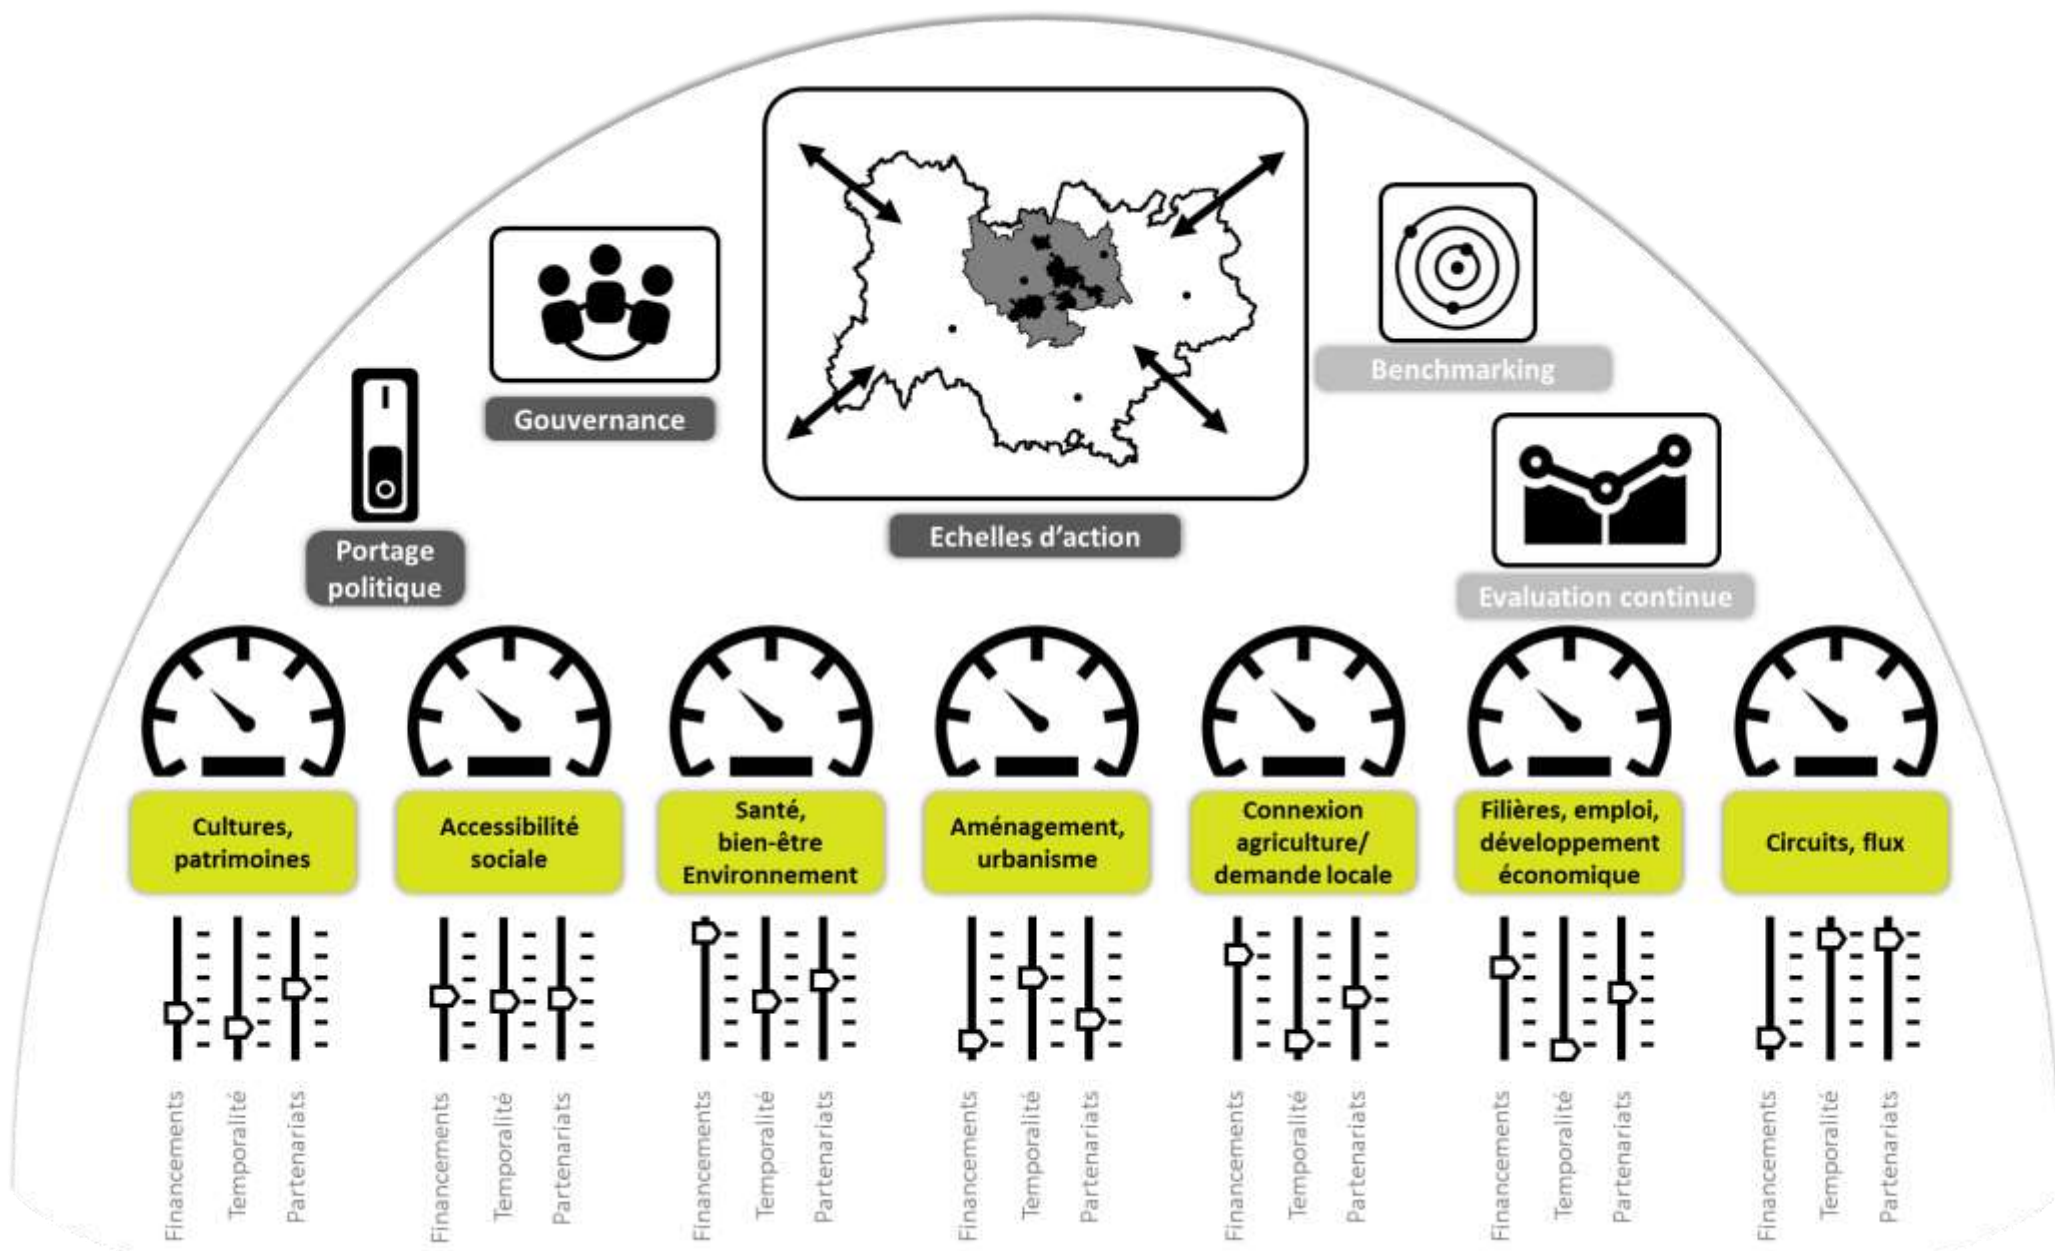 Gouvernance
Benchmarking
Portage
politique
Echelles d’action
Evaluation continue
Cultures,
patrimoines
Accessibilité
sociale
Santé,
bien-être
Environnement
Aménagement,
urbanisme
Connexion
agriculture/
demande locale
Filières, emploi,
développement
économique
Circuits, flux
Financements
Temporalité
Partenariats
Financements
Temporalité
Partenariats
Financements
Temporalité
Partenariats
Financements
Temporalité
Partenariats
Financements
Temporalité
Partenariats
Financements
Temporalité
Partenariats
Financements
Temporalité
Partenariats